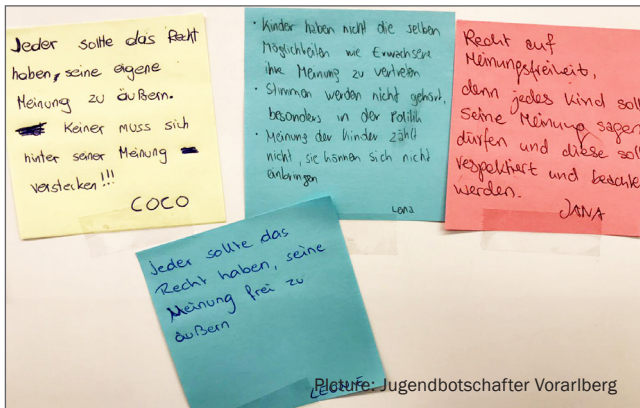 Jeder sollte das Recht
haben, seine eigene
Meinung zu äußern.
Keiner muss sich
hinter seiner Meinung
verstecken!!!
COCO
• Kinder haben nicht die selben
Möglichkeiten wie Erwachsene
ihre Meinung zu vertreten
• Stimmen werden nicht gehört,
besonders in der Politik
• Meinung der Kinder zählt
nicht, sie können sich nicht
einbringen
Lena
Recht auf
Meinungsfreiheit,
denn jedes Kind soll
seine Meinung sagen
dürfen und diese soll
respektiert und
werden.
JANA
Jeder sollte das
Recht haben, seine
Meinung frei zu
äußern
Picture: Jugendbotschafter Vorarlberg